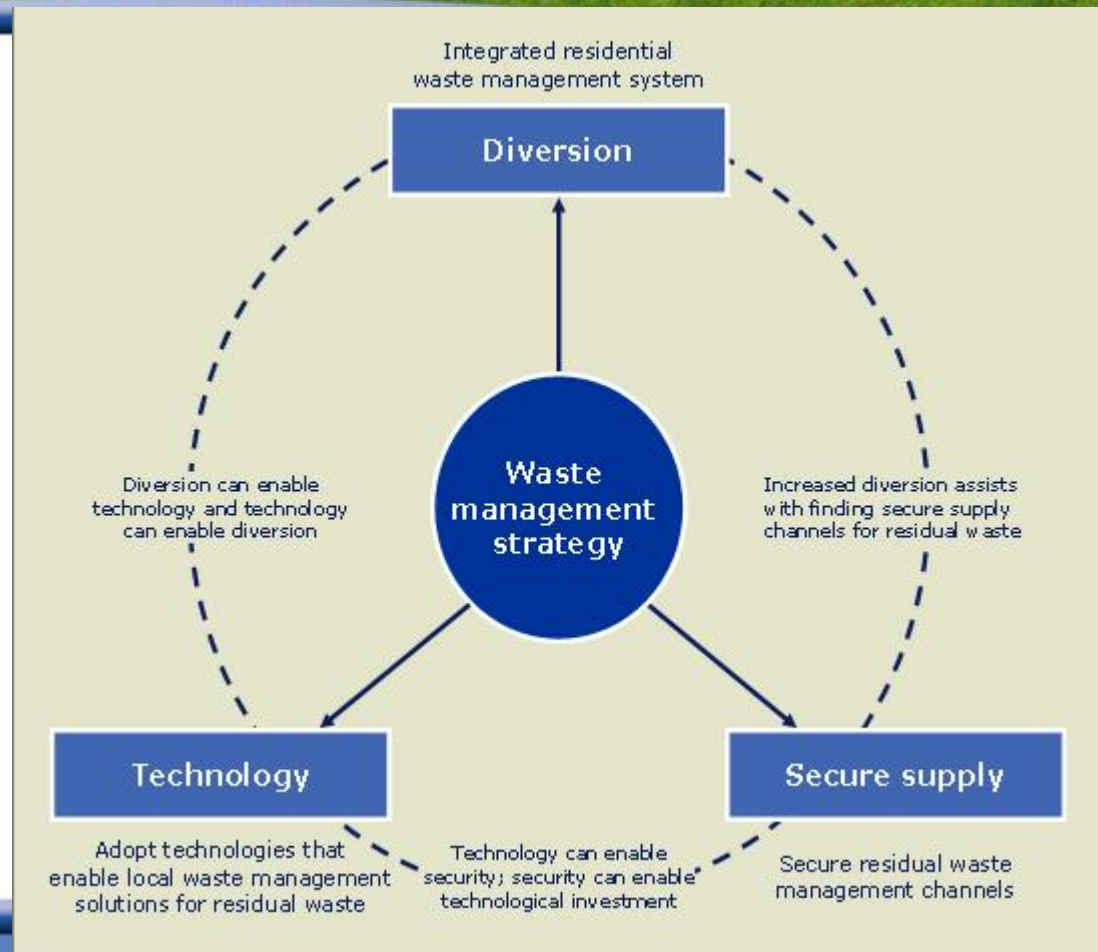 Integrated residential
waste management system
Diversion
Waste
management
strategy
Diversion can enable
technology and technology
can enable diversion
Increased diversion assists
with finding secure supply
channels for residual waste
Technology
Secure supply
Adopt technologies that
enable local waste management
solutions for residual waste
Technology can enable
security; security can enable
technological investment
Secure residual waste
management channels